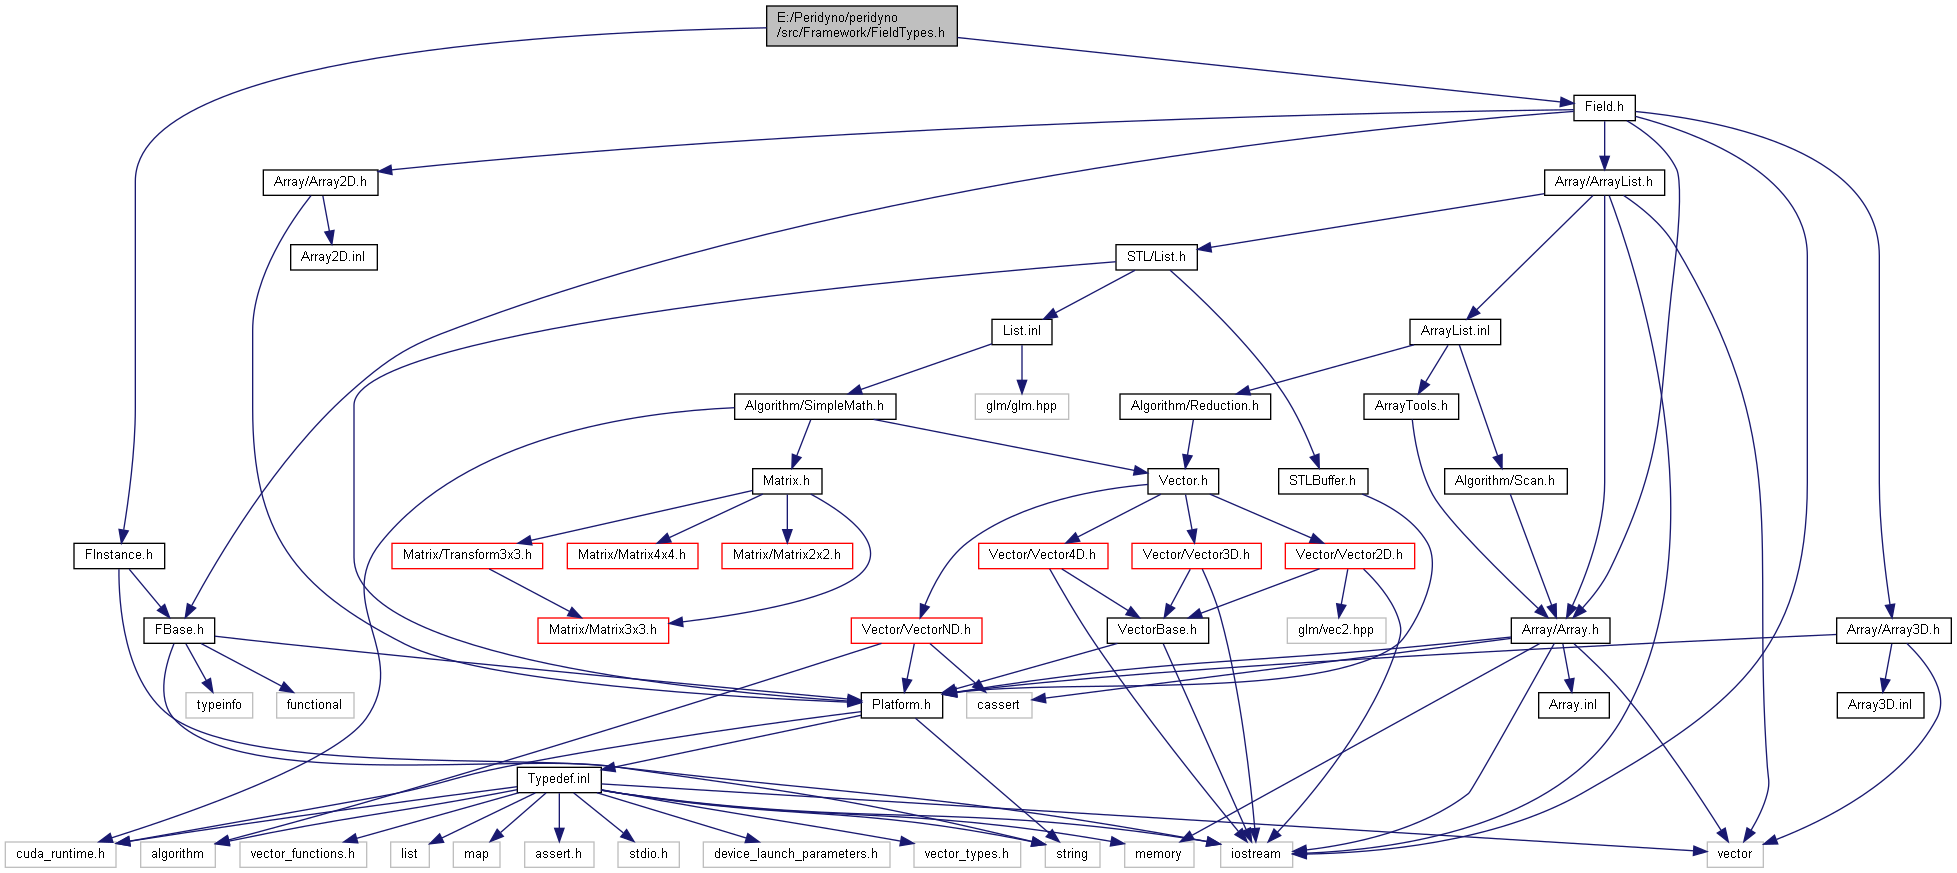 E:/Peridyno/peridyno
/src/Framework/FieldTypes.h
Field.h
Array/Array2D.h
Array/ArrayList.h
Array2D.inl
STL/List.h
List.inl
ArrayList.inl
Algorithm/SimpleMath.h
glm/glm.hpp
Algorithm/Reduction.h
ArrayTools.h
Matrix.h
Vector.h
STLBuffer.h
Algorithm/Scan.h
FInstance.h
Matrix/Transform3x3.h
Matrix/Matrix4x4.h
Matrix/Matrix2x2.h
Vector/Vector4D.h
Vector/Vector3D.h
Vector/Vector2D.h
FBase.h
Matrix/Matrix3x3.h
Vector/VectorND.h
VectorBase.h
glm/vec2.hpp
Array/Array.h
Array/Array3D.h
typeinfo
functional
Platform.h
cassert
Array.inl
Array3D.inl
Typedef.inl
cuda_runtime.h
algorithm
vector_functions.h
list
map
assert.h
stdio.h
device_launch_parameters.h
vector_types.h
string
memory
iostream
vector